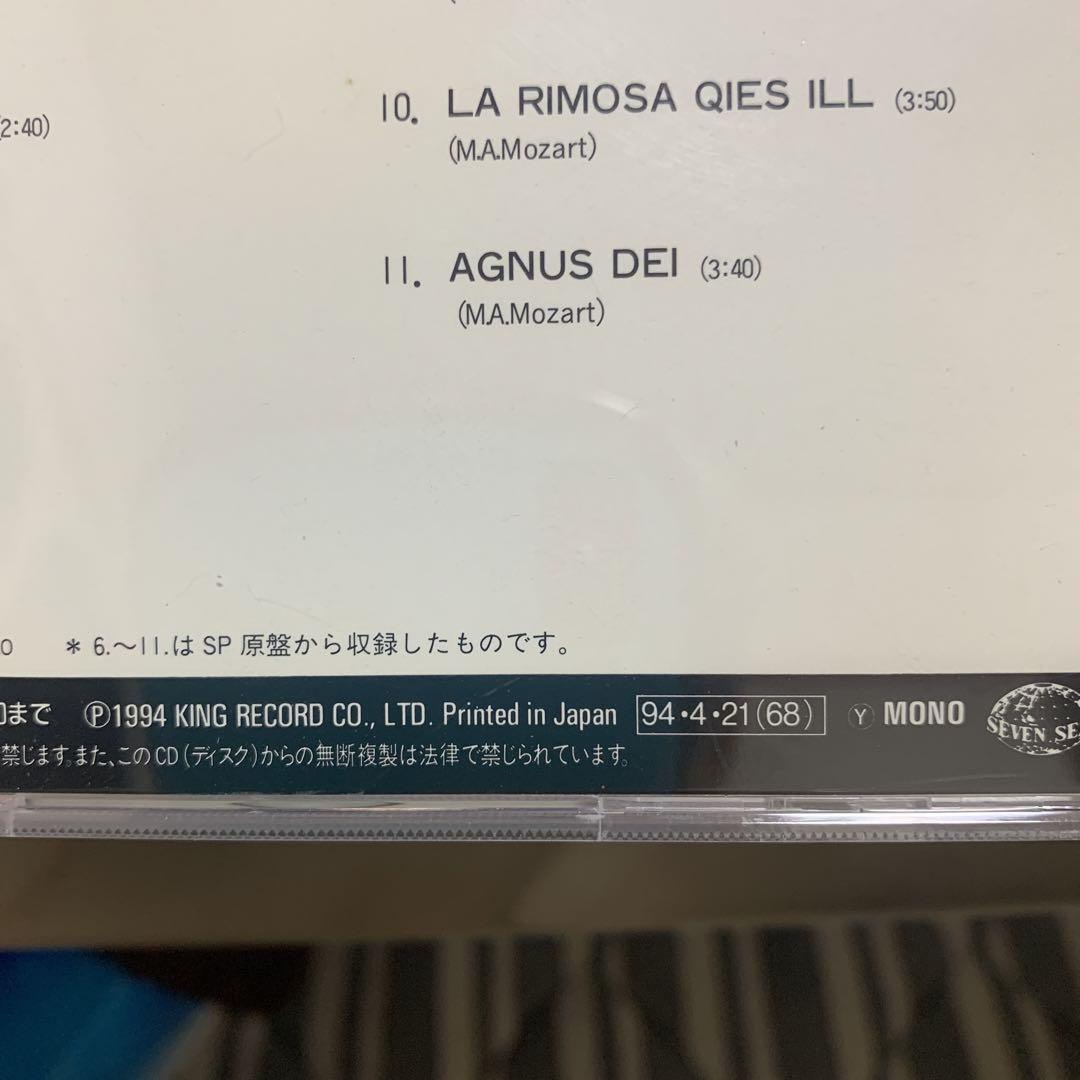 2:40)
10. LA RIMOSA QIES ILL (3:50)
(M.A.Mozart)
11. AGNUS DEI (3:40)
(M.A.Mozart)
* 6.〜11.は SP 原盤から収録したものです。
まで Ⓟ1994 KING RECORD CO., LTD. Printed in Japan 94・4・21(68) Ⓨ MONO SEVEN SEA
禁じます。また、このCD(ディスク)からの無断複製は法律で禁じられています。